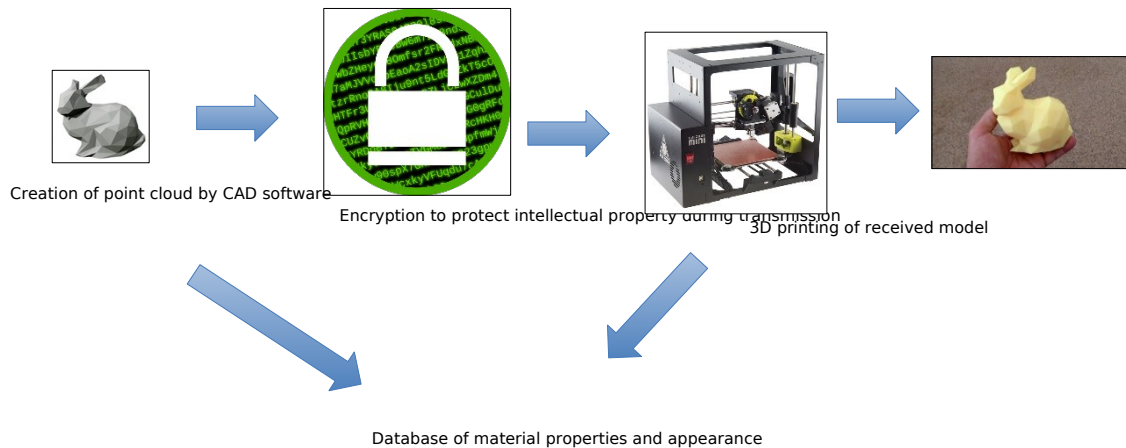 Creation of point cloud by CAD software
Encryption to protect intellectual property during transmission
3D printing of received model
Database of material properties and appearance
mini